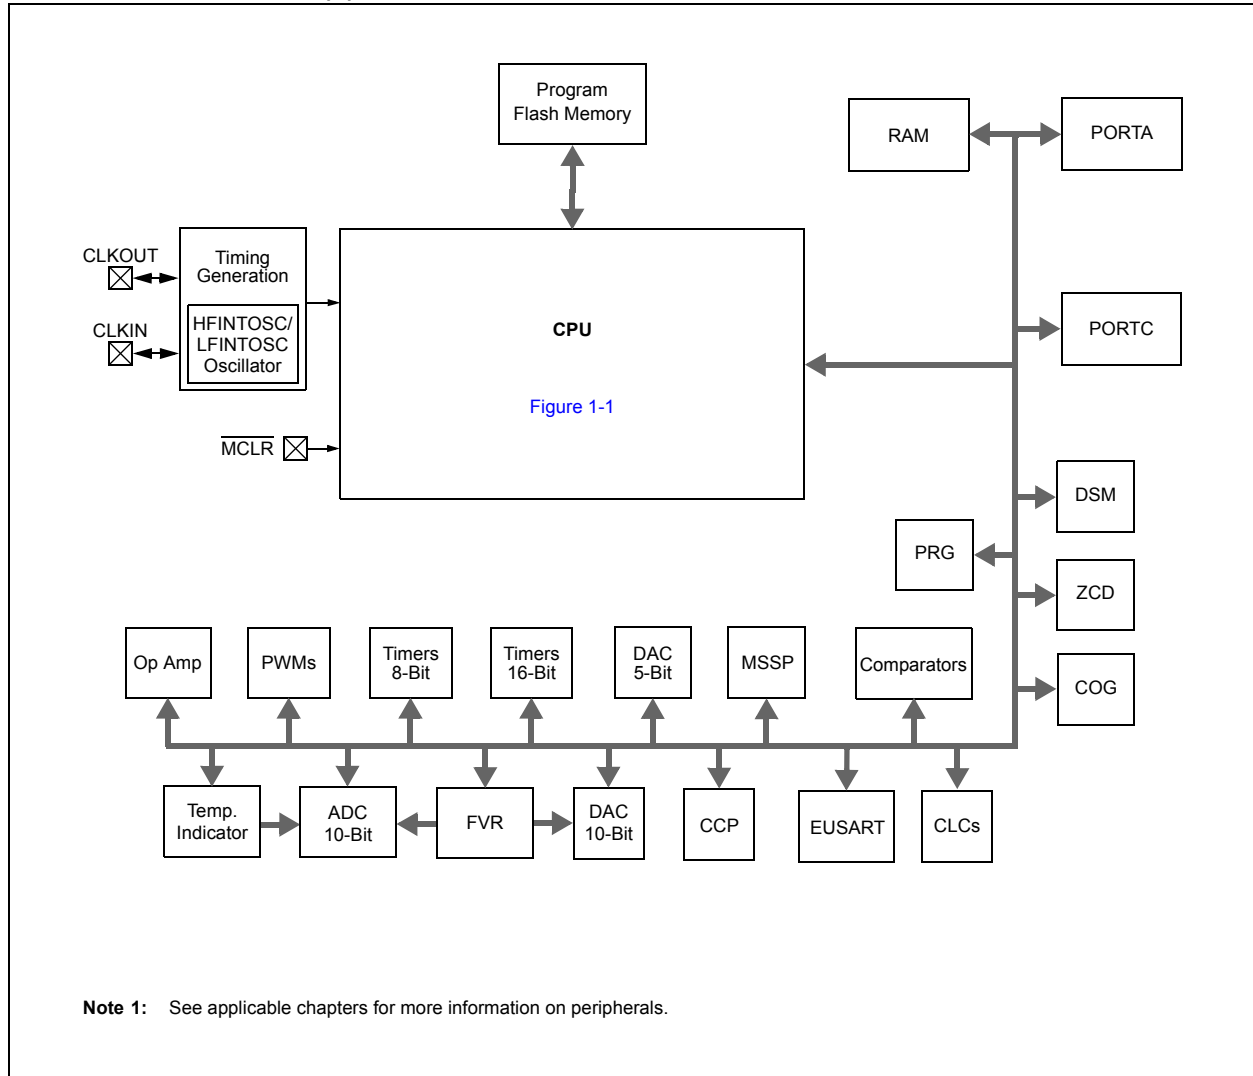 Program
Flash Memory
RAM
PORTA
CLKOUT
Timing
Generation
CLKIN
HFINTOSC/
LFINTOSC
Oscillator
CPU
PORTC
Figure 1-1
MCLR
DSM
PRG
ZCD
Op Amp
PWMs
Timers
8-Bit
Timers
16-Bit
DAC
5-Bit
MSSP
Comparators
COG
Temp.
Indicator
ADC
10-Bit
FVR
DAC
10-Bit
CCP
EUSART
CLCs
Note 1: See applicable chapters for more information on peripherals.